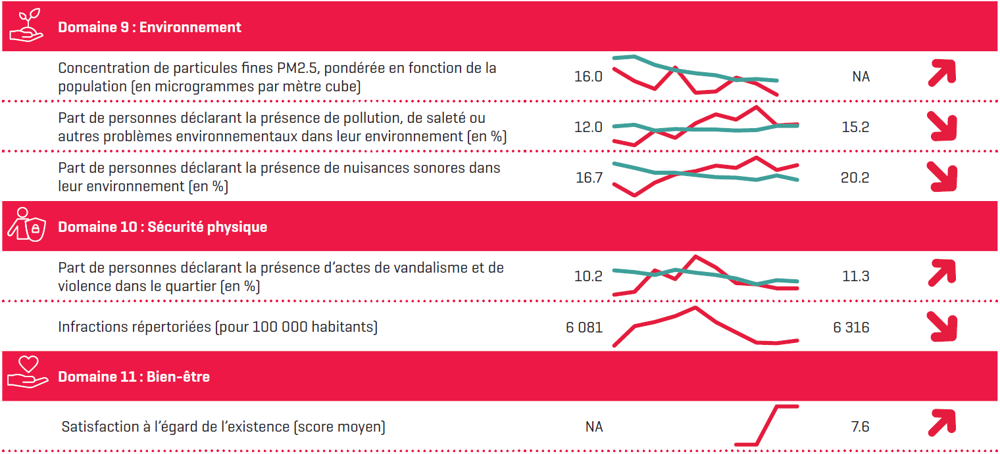 Domaine 9 : Environnement
Concentration de particules fines PM2.5, pondérée en fonction de la
population (en microgrammes par mètre cube)
16.0
NA
Part de personnes déclarant la présence de pollution, de saleté ou
autres problèmes environnementaux dans leur environnement (en %)
12.0
15.2
Part de personnes déclarant la présence de nuisances sonores dans
leur environnement (en %)
16.7
20.2
Domaine 10 : Sécurité physique
Part de personnes déclarant la présence d’actes de vandalisme et de
violence dans le quartier (en %)
10.2
11.3
Infractions répertoriées (pour 100 000 habitants)
6 081
6 316
Domaine 11 : Bien-être
Satisfaction à l’égard de l’existence (score moyen)
NA
7.6